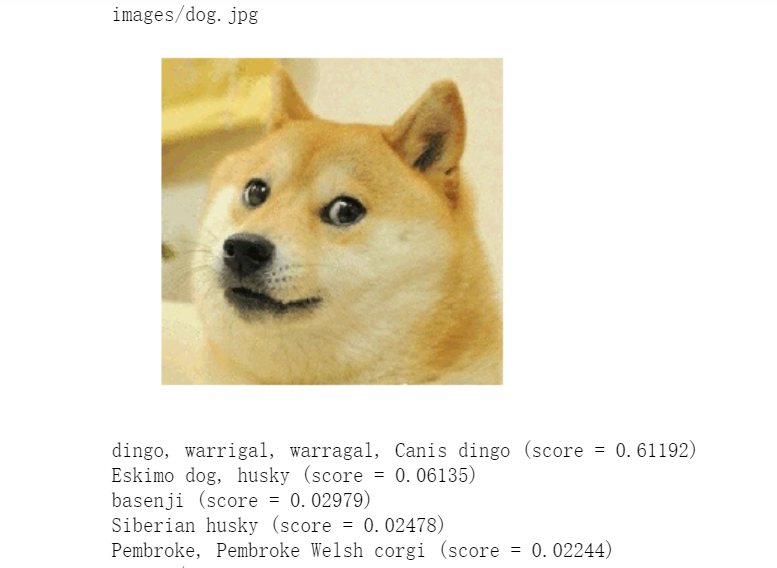 images/dog.jpg
dingo, warrigal, warragal, Canis dingo (score = 0.61192)
Eskimo dog, husky (score = 0.06135)
basenji (score = 0.02979)
Siberian husky (score = 0.02478)
Pembroke, Pembroke Welsh corgi (score = 0.02244)